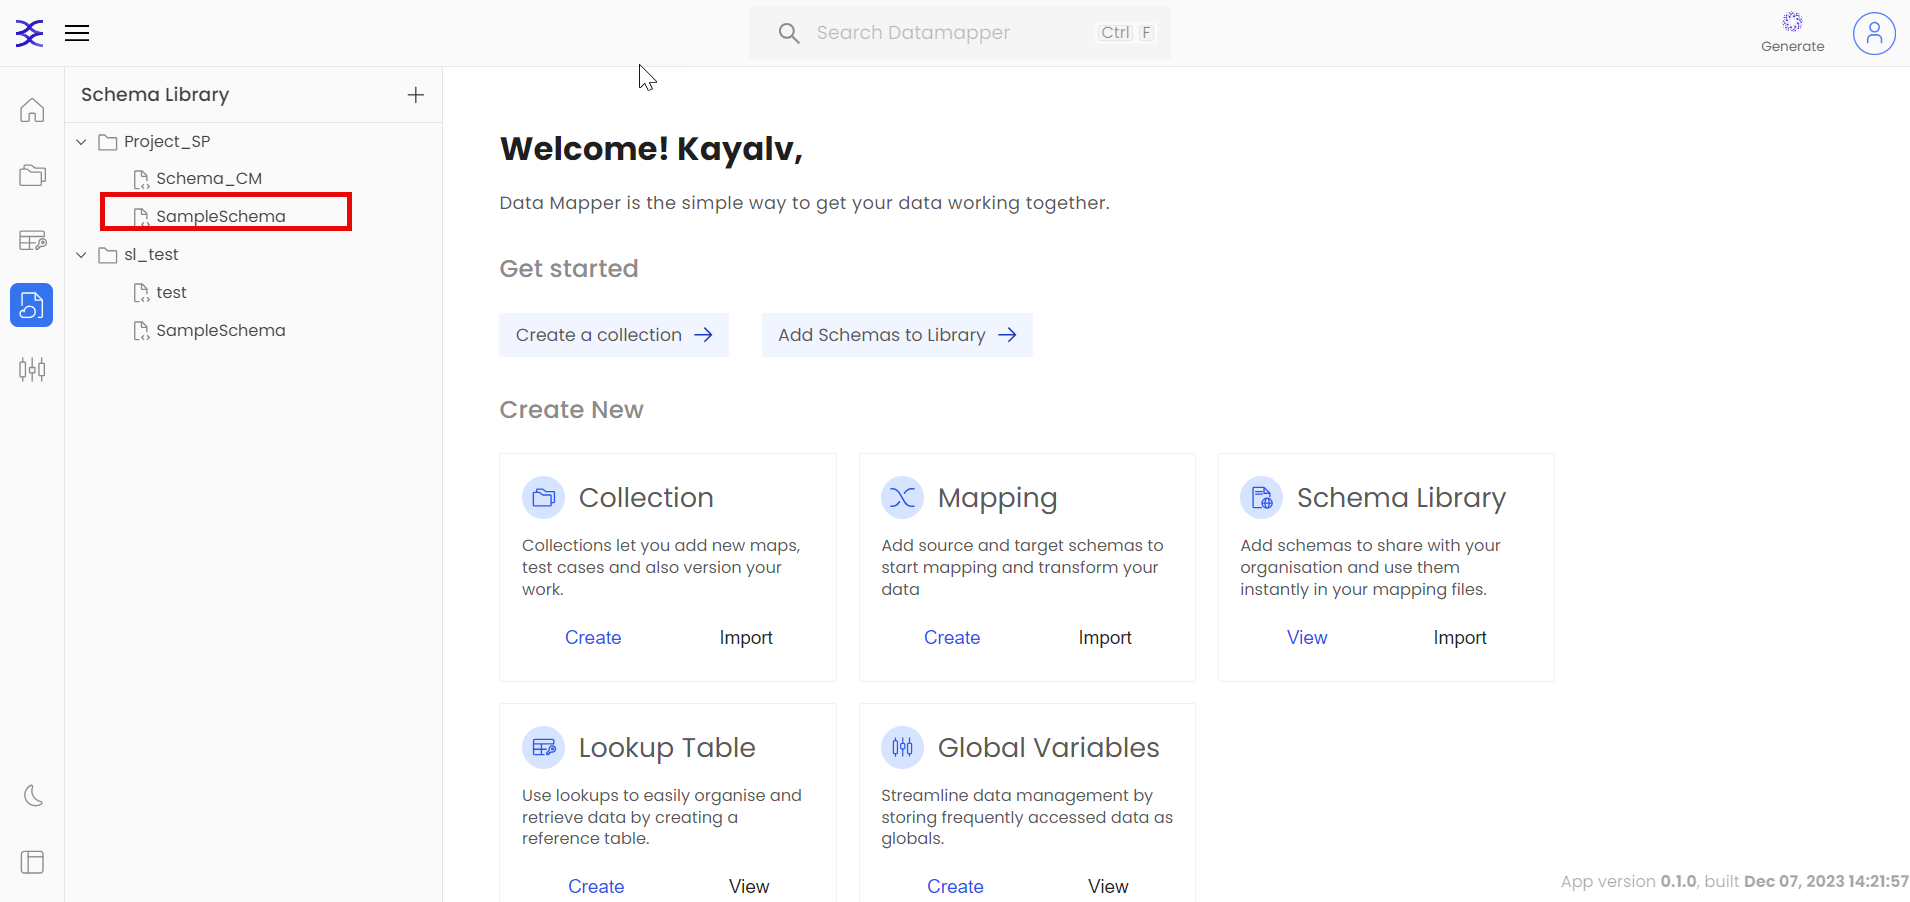 Search Datamapper Ctrl F
Generate
Schema Library
Project_SP
Schema_CM
SampleSchema
sl_test
test
SampleSchema
Welcome! Kayalv,
Data Mapper is the simple way to get your data working together.
Get started
Create a collection
Add Schemas to Library
Create New
Collection
Collections let you add new maps,
test cases and also version your
work.
Create Import
Mapping
Add source and target schemas to
start mapping and transform your
data
Create Import
Schema Library
Add schemas to share with your
organisation and use them
instantly in your mapping files.
View Import
Lookup Table
Use lookups to easily organise and
retrieve data by creating a
reference table.
Create View
Global Variables
Streamline data management by
storing frequently accessed data as
globals.
Create View
App version 0.1.0, built Dec 07, 2023 14:21:57